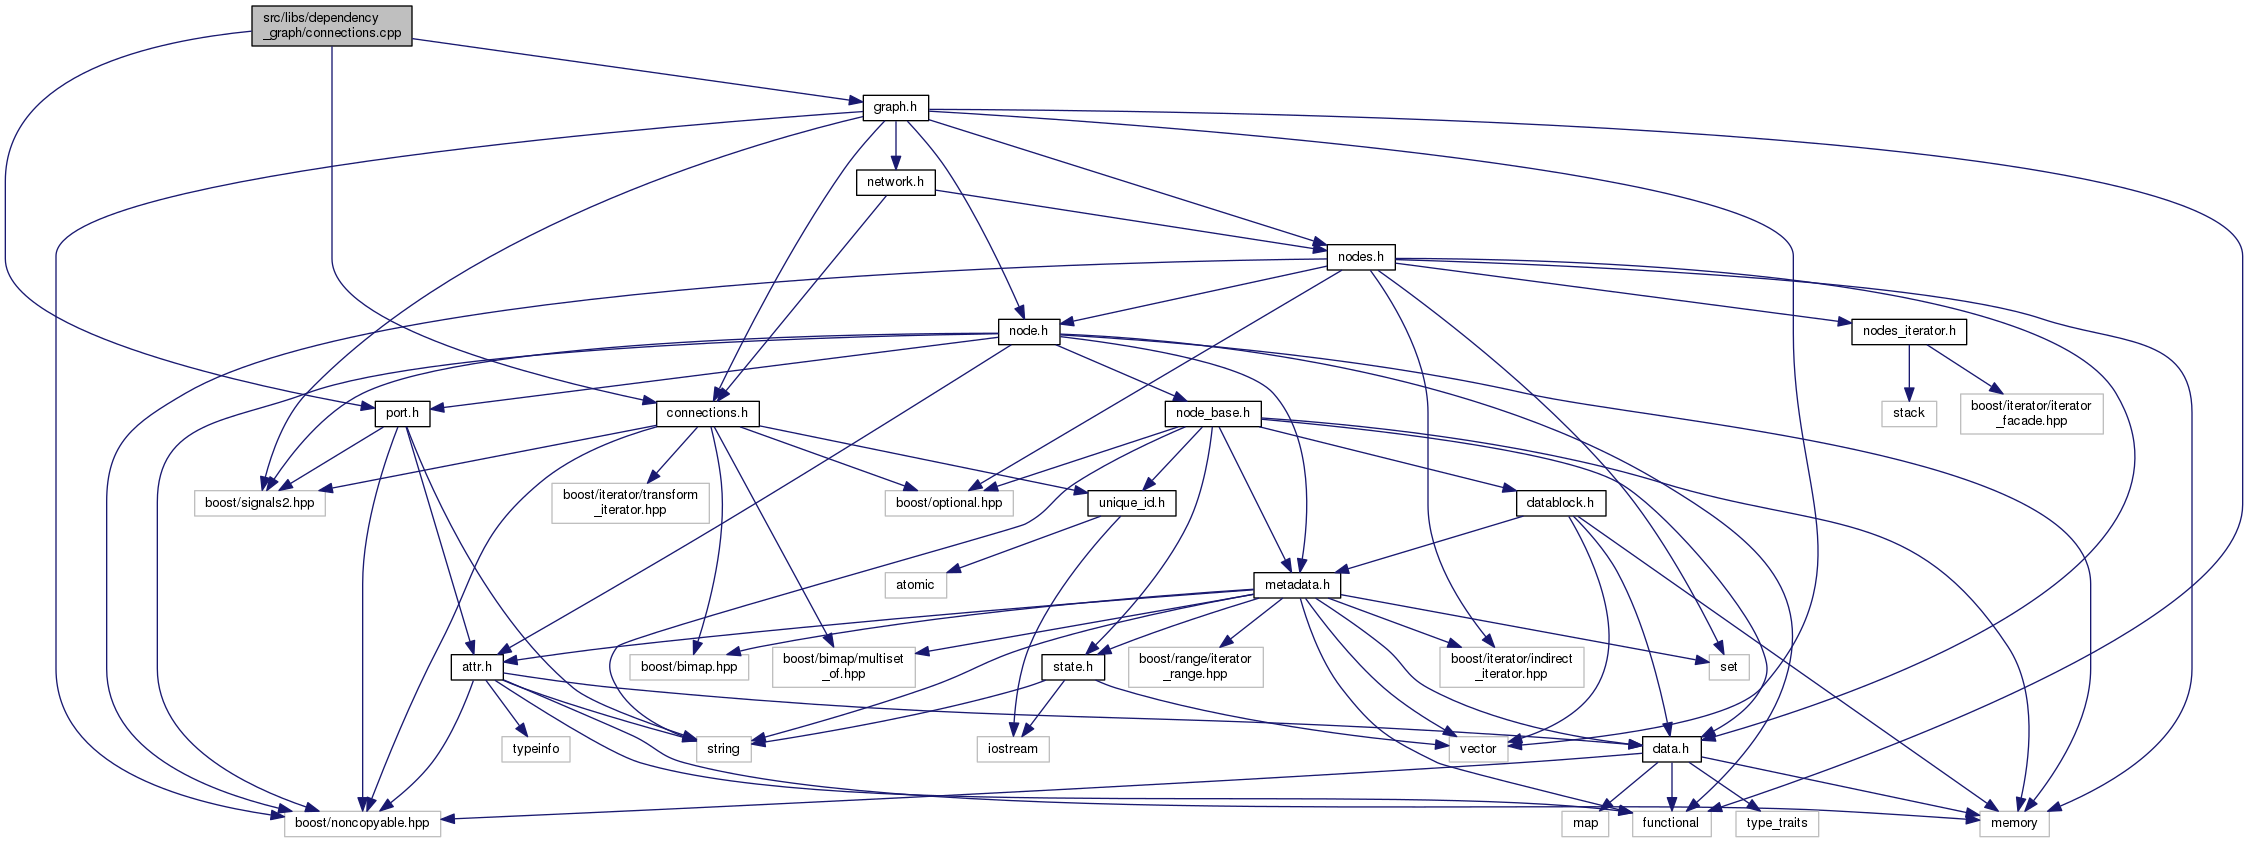 src/libs/dependency
_graph/connections.cpp
graph.h
network.h
nodes.h
node.h
nodes_iterator.h
port.h
connections.h
node_base.h
stack
boost/iterator/iterator
_facade.hpp
boost/signals2.hpp
boost/iterator/transform
_iterator.hpp
boost/optional.hpp
unique_id.h
datablock.h
atomic
metadata.h
attr.h
boost/bimap.hpp
boost/bimap/multiset
_of.hpp
state.h
boost/range/iterator
_range.hpp
boost/iterator/indirect
_iterator.hpp
set
typeinfo
string
iostream
vector
data.h
boost/noncopyable.hpp
map
functional
type_traits
memory